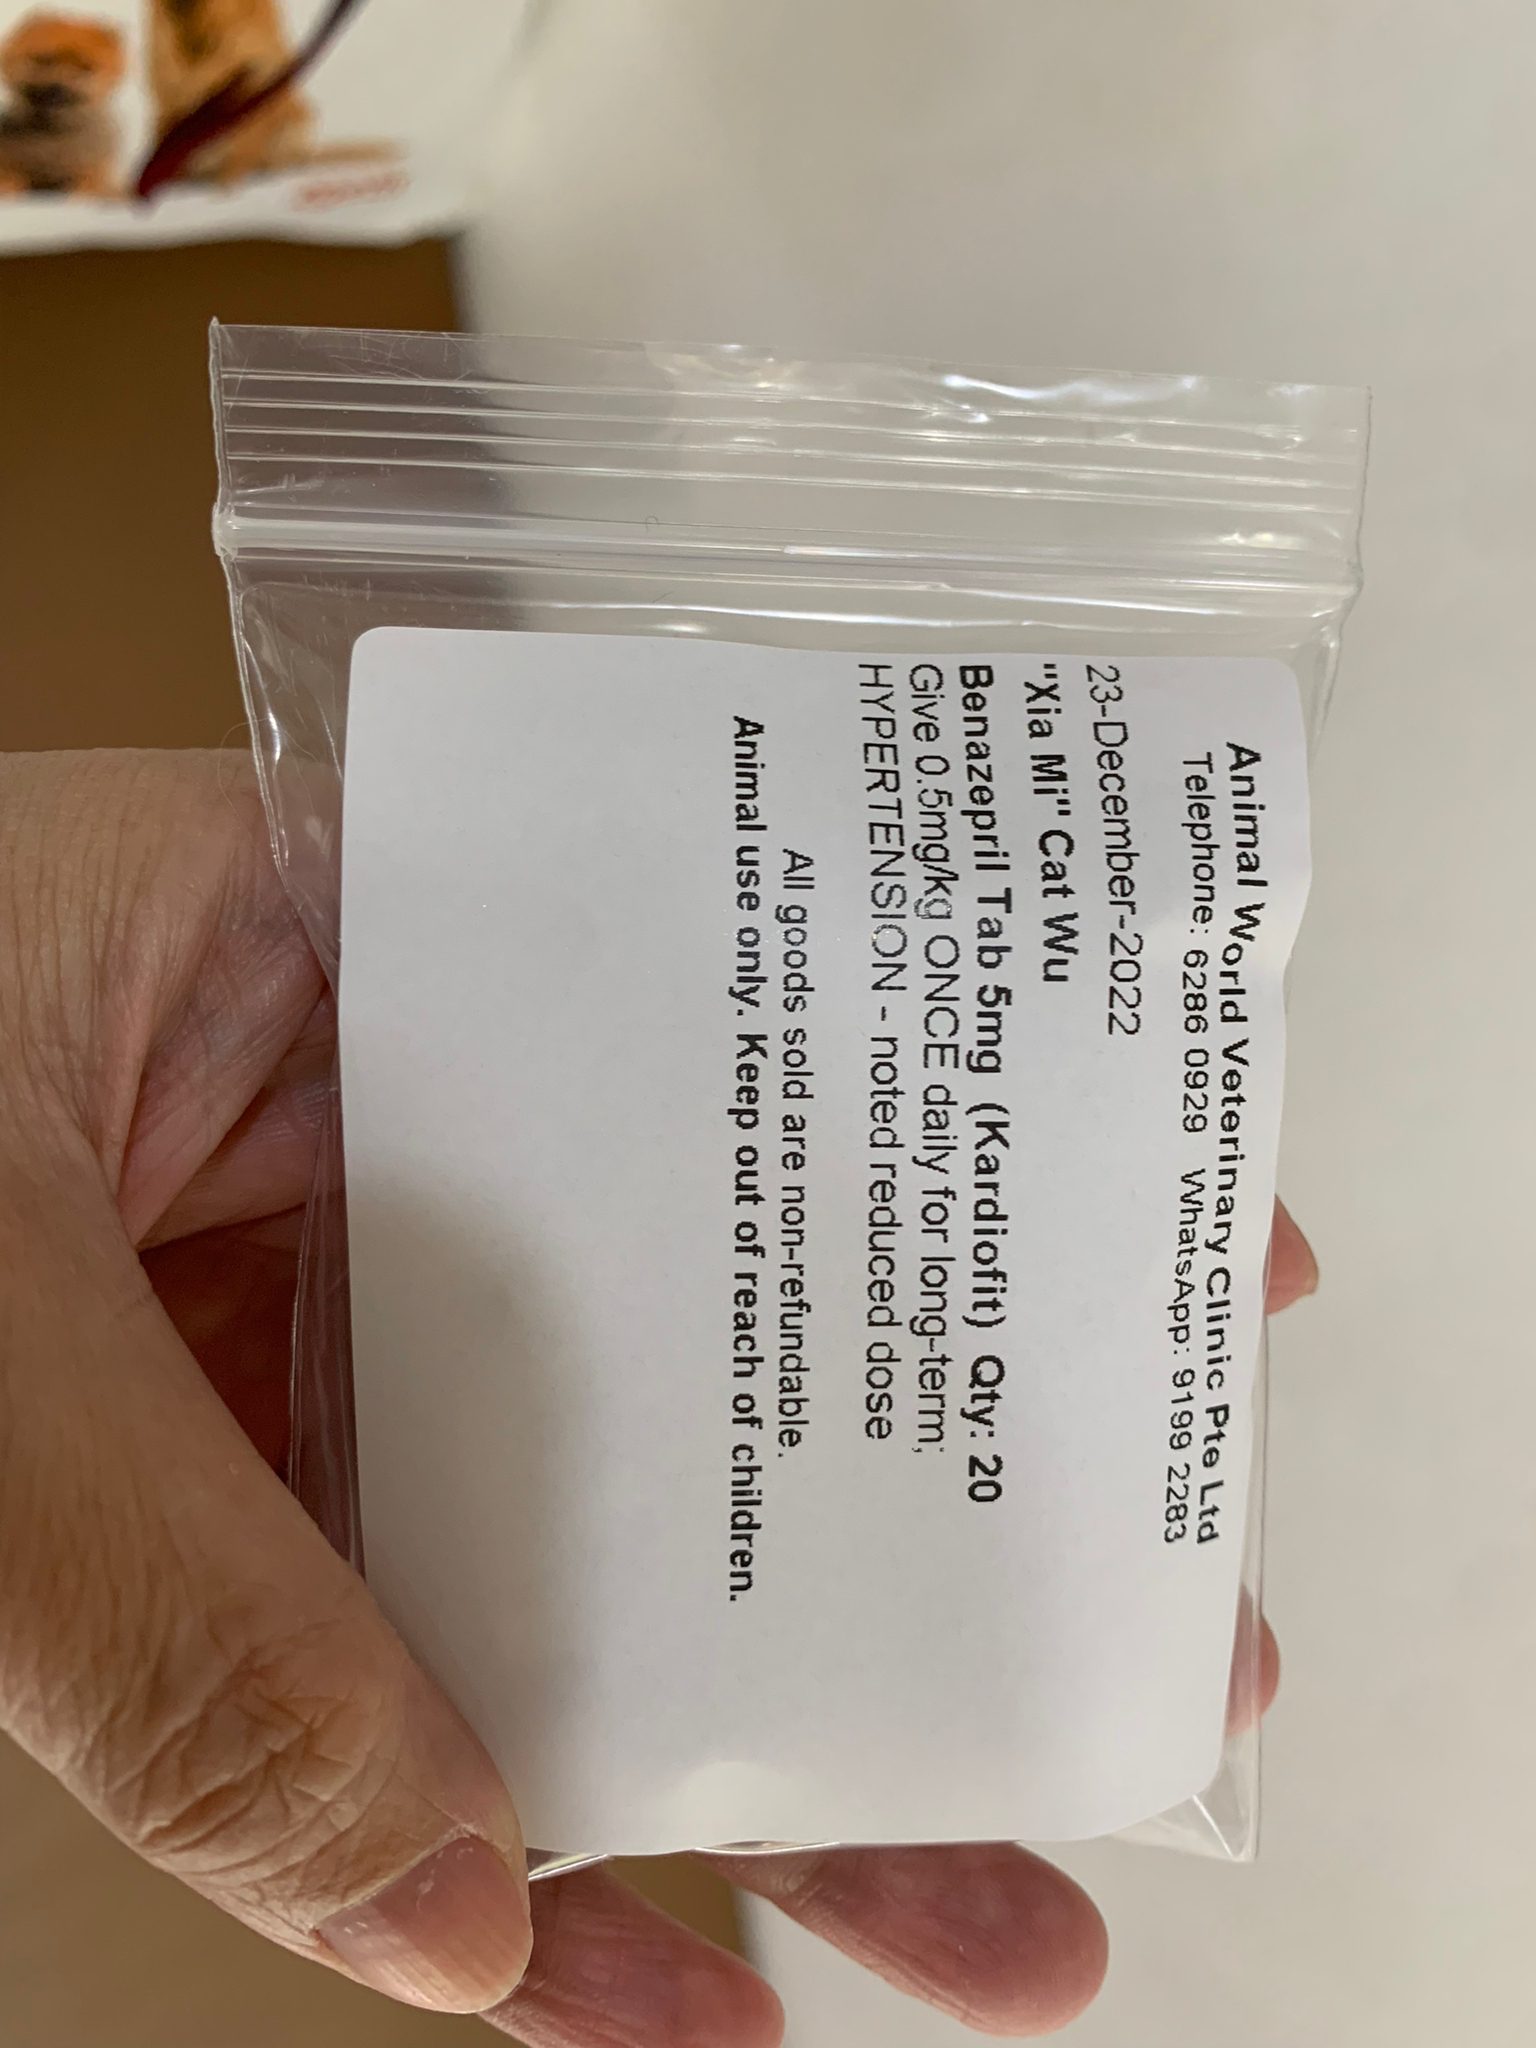 Animal World Veterinary Clinic Pte Ltd
Telephone: 6286 0929 WhatsApp: 9199 2283
23-December-2022
"Xia Mi" Cat Wu
Benazepril Tab 5mg (Kardiofit) Qty: 20
Give 0.5mg/kg ONCE daily for long-term;
HYPERTENSION - noted reduced dose
All goods sold are non-refundable.
Animal use only. Keep out of reach of children.